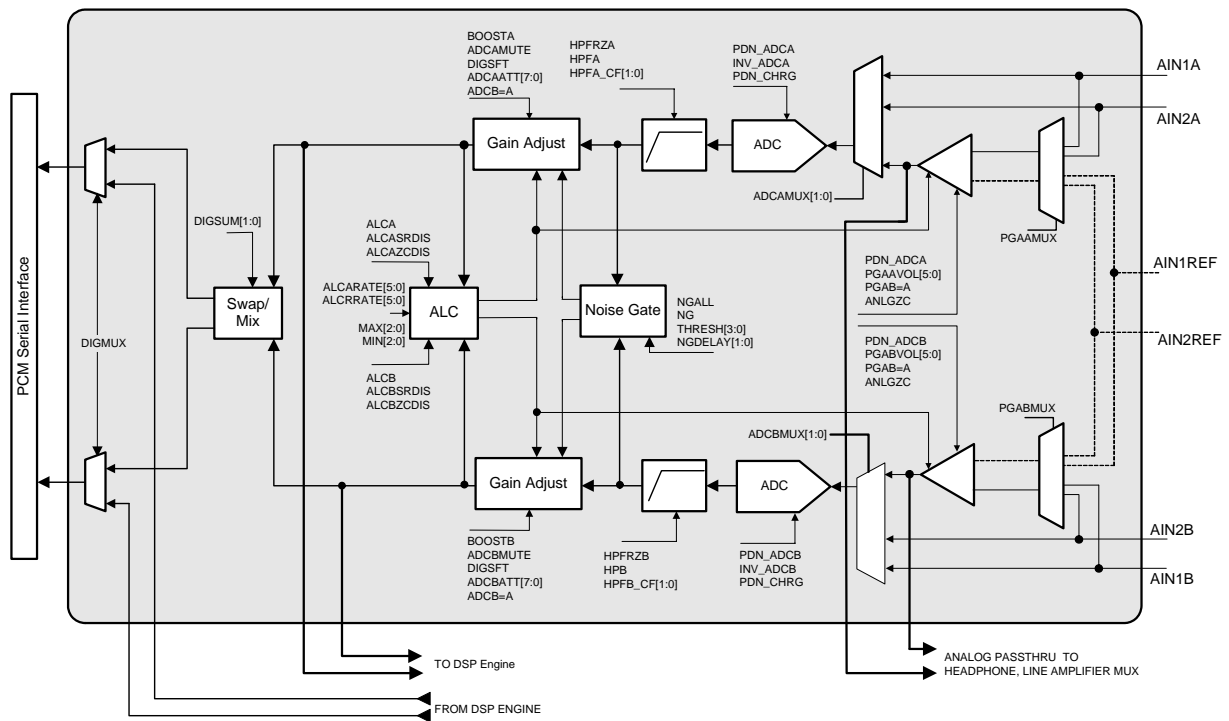 BOOSTA
ADCAMUTE
DIGSFT
ADCAATT[7:0]
ADCB=A
HPFRZA
HPFA
HPFA_CF[1:0]
PDN_ADCA
INV_ADCA
PDN_CHRG
AIN1A
AIN2A
Gain Adjust
ADC
ADCAMUX[1:0]
PGAAMUX
PCM Serial Interface
DIGSUM[1:0]
ALCA
ALCASRDIS
ALCAZCDIS
ALCARATE[5:0]
ALCRRATE[5:0]
MAX[2:0]
MIN[2:0]
ALC
Swap/
Mix
Noise Gate
NGALL
NG
THRESH[3:0]
NGDELAY[1:0]
PDN_ADCA
PGAAVOL[5:0]
PGAB=A
ANLGZC
AIN1REF
DIGMUX
ALCB
ALCBSRDIS
ALCBZCDIS
PDN_ADCB
PGABVOL[5:0]
PGAB=A
ANLGZC
AIN2REF
PGABMUX
ADCBMUX[1:0]
Gain Adjust
ADC
BOOSTB
ADCBMUTE
DIGSFT
ADCBATT[7:0]
ADCB=A
HPFRZB
HPB
HPFB_CF[1:0]
PDN_ADCB
INV_ADCB
PDN_CHRG
AIN2B
AIN1B
TO DSP Engine
ANALOG PASSTHRU TO
HEADPHONE, LINE AMPLIFIER MUX
FROM DSP ENGINE